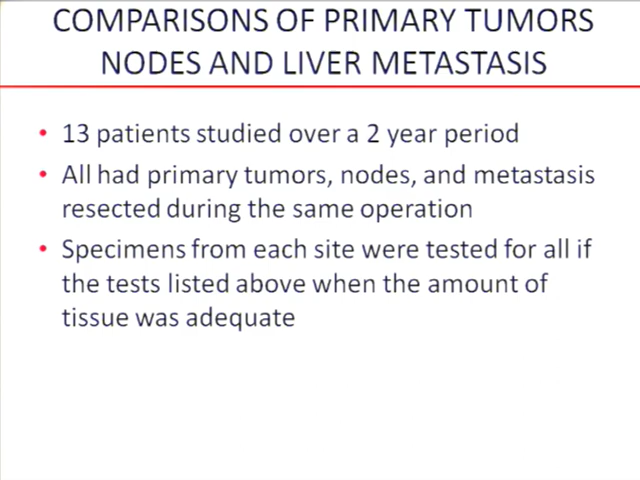 COMPARISONS OF PRIMARY TUMORS
NODES AND LIVER METASTASIS
• 13 patients studied over a 2 year period
• All had primary tumors, nodes, and metastasis
resected during the same operation
• Specimens from each site were tested for all if
the tests listed above when the amount of
tissue was adequate